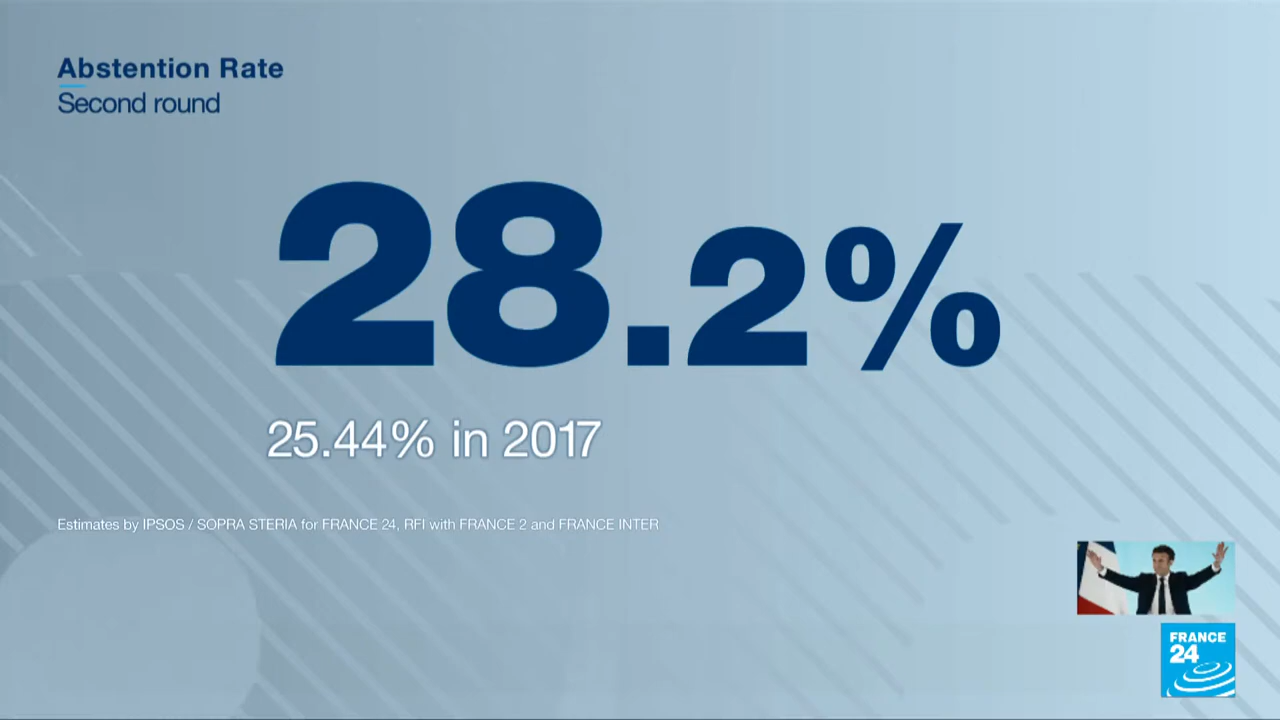 Abstention Rate
Second round
28.2%
25.44% in 2017
Estimates by IPSOS / SOPRA STERIA for FRANCE 24, RFI with FRANCE 2 and FRANCE INTER
FRANCE
24